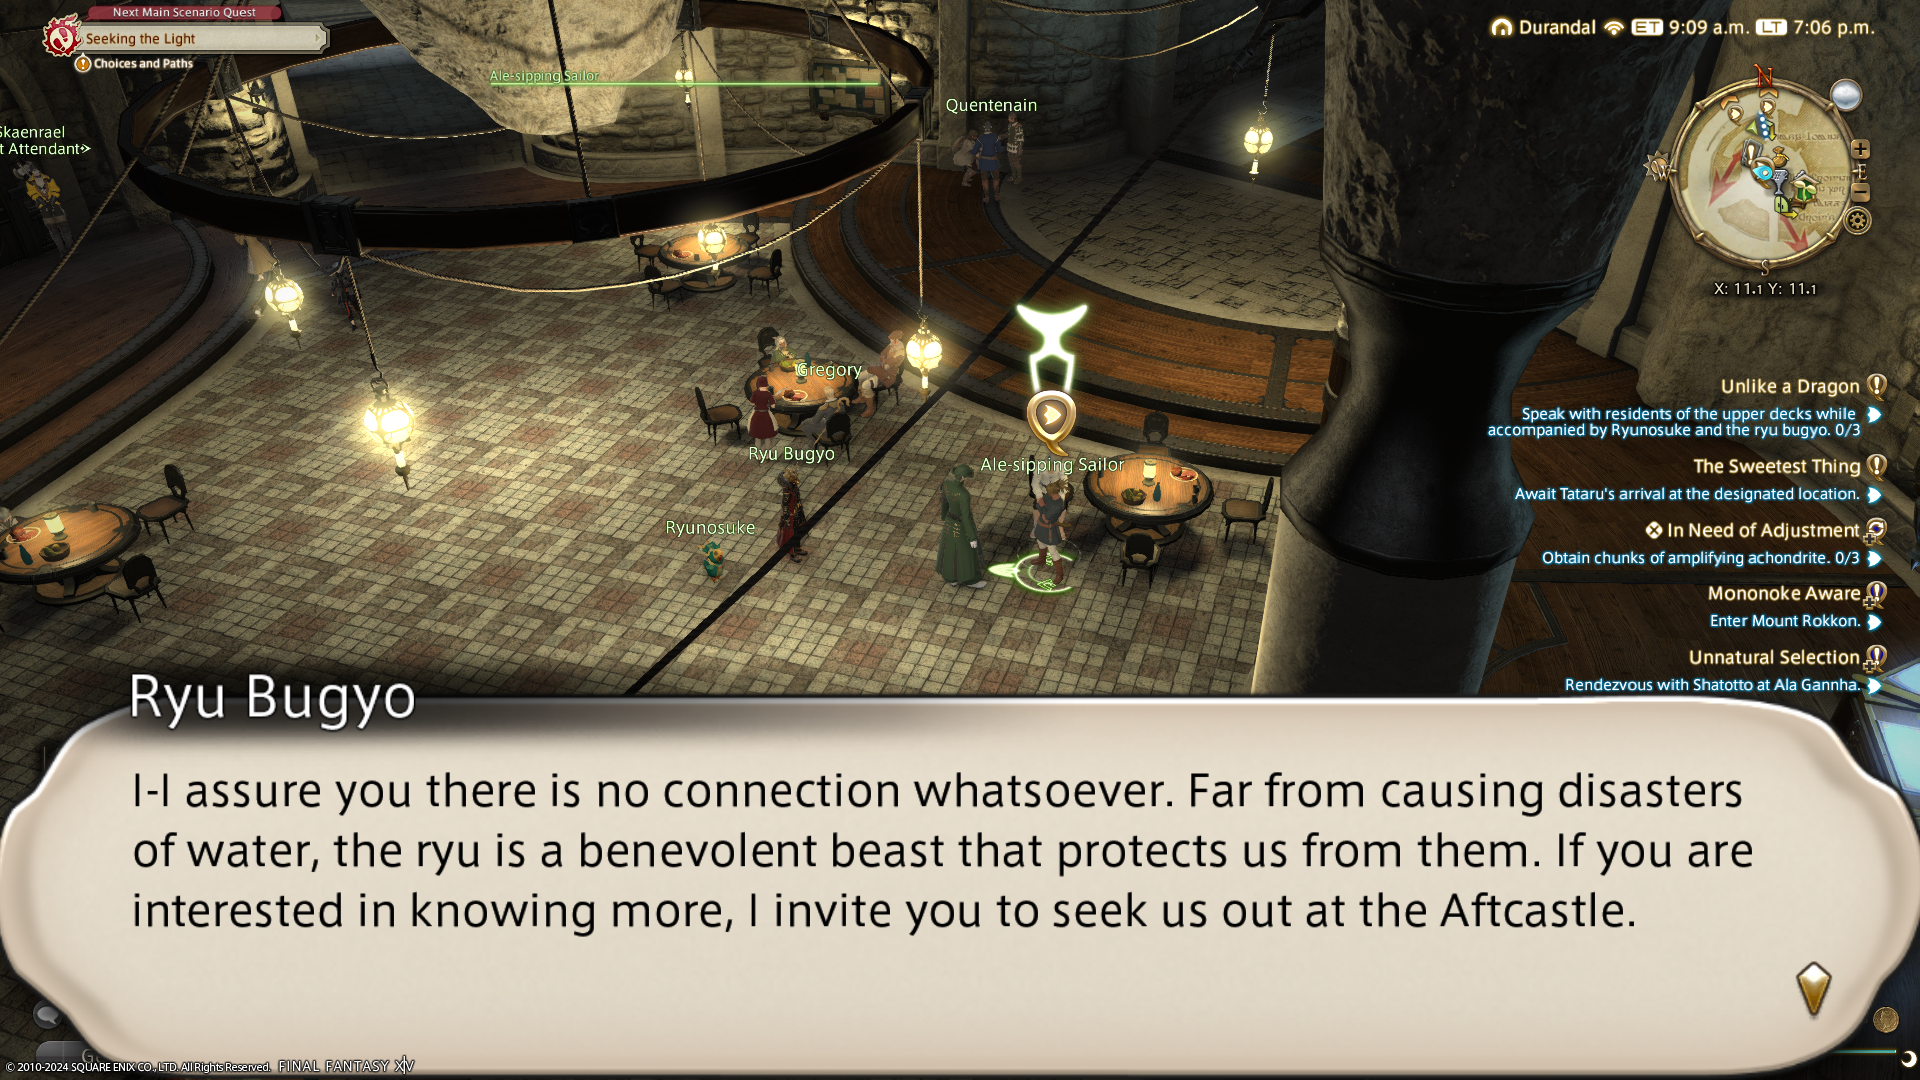 Next Main Scenario Quest
Seeking the Light
Choices and Paths
Durandal ET 9:09 a.m. LT 7:06 p.m.
Ale-sipping Sailor
Quentenain
Skaenrael
t Attendant
N
E
S
W
X: 11.1 Y: 11.1
Gregory
Ryu Bugyo
Ale-sipping Sailor
Ryunosuke
Unlike a Dragon
Speak with residents of the upper decks while
accompanied by Ryunosuke and the ryu bugyo. 0/3
The Sweetest Thing
Await Tataru's arrival at the designated location.
In Need of Adjustment
Obtain chunks of amplifying achondrite. 0/3
Mononoke Aware
Enter Mount Rokkon.
Unnatural Selection
Rendezvous with Shatotto at Ala Gannha.
Ryu Bugyo
I-I assure you there is no connection whatsoever. Far from causing disasters
of water, the ryu is a benevolent beast that protects us from them. If you are
interested in knowing more, I invite you to seek us out at the Aftcastle.
© 2010-2024 SQUARE ENIX CO., LTD. All Rights Reserved. FINAL FANTASY XIV